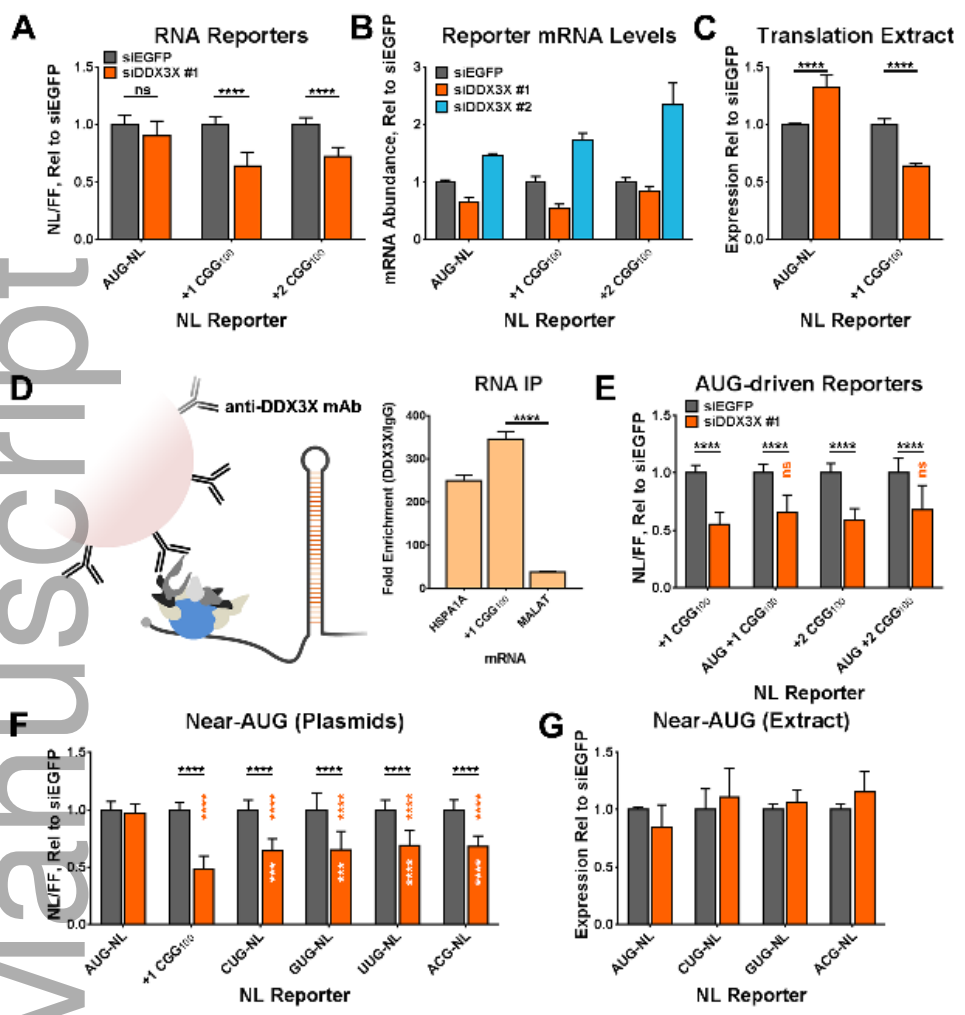 A
RNA Reporters
NL/FF, Rel to siEGFP
siEGFP
siDDX3X #1
1.5
1.0
0.5
0.0
ns
****
****
AUG-NL
+1 CGG100
+2 CGG100
NL Reporter
B
Reporter mRNA Levels
mRNA Abundance, Rel to siEGFP
siEGFP
siDDX3X #1
siDDX3X #2
3
2
1
0
AUG-NL
+1 CGG100
+2 CGG100
NL Reporter
C
Translation Extract
Expression Rel to siEGFP
1.5
1.0
0.5
0.0
****
****
AUG-NL
+1 CGG100
NL Reporter
D
anti-DDX3X mAb
RNA IP
Fold Enrichment (DDX3X/IgG)
400
300
200
100
0
****
HSPA1A
+1 CGG100
MALAT
mRNA
E
AUG-driven Reporters
NL/FF, Rel to siEGFP
siEGFP
siDDX3X #1
1.5
1.0
0.5
0.0
****
****
****
****
ns
ns
+1 CGG100
AUG +1 CGG100
+2 CGG100
AUG +2 CGG100
NL Reporter
F
Near-AUG (Plasmids)
NL/FF, Rel to siEGFP
1.5
1.0
0.5
0.0
****
****
****
****
****
****
****
****
****
****
***
***
****
****
AUG-NL
+1 CGG100
CUG-NL
GUG-NL
UUG-NL
ACG-NL
NL Reporter
G
Near-AUG (Extract)
Expression Rel to siEGFP
1.5
1.0
0.5
0.0
AUG-NL
CUG-NL
GUG-NL
ACG-NL
NL Reporter
Manuscript